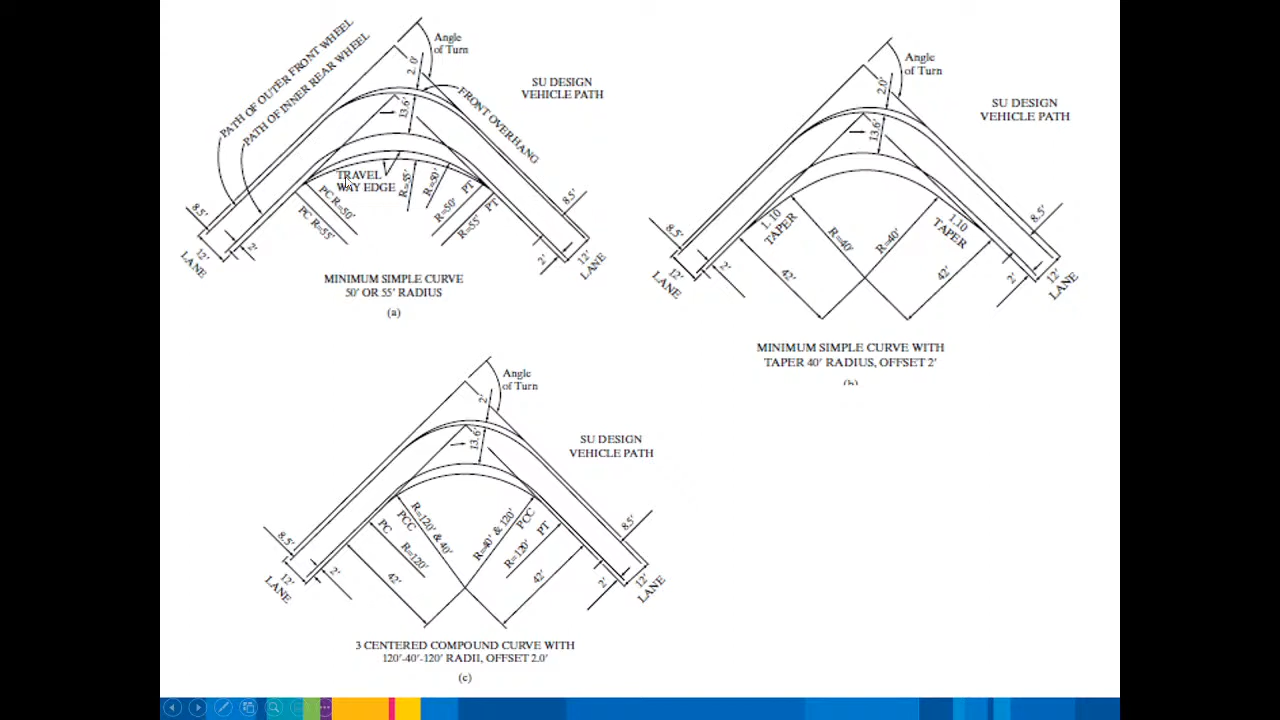 PATH OF OUTER FRONT WHEEL
PATH OF INNER REAR WHEEL
Angle
of Turn
2. 0'
13.6'
FRONT OVERHANG
SU DESIGN
VEHICLE PATH
TRAVEL
WAY EDGE
R=55'
R=50'
PC R=50'
PC R=55'
R=50'
PT
R=55'
PT
8.5'
12'
LANE
2'
8.5'
2'
12'
LANE
MINIMUM SIMPLE CURVE
50' OR 55' RADIUS
(a)
Angle
of Turn
2.0'
13.6'
SU DESIGN
VEHICLE PATH
1. 10
TAPER
R=40'
R=40'
1.10
TAPER
8.5'
12'
LANE
2'
42'
42'
8.5'
2'
12'
LANE
MINIMUM SIMPLE CURVE WITH
TAPER 40' RADIUS, OFFSET 2'
(b)
Angle
of Turn
2'
13.6'
SU DESIGN
VEHICLE PATH
R=120' & 40'
PCC
PC
R=120'
R=40' & 120'
PCC
PT
R=120'
8.5'
12'
LANE
2'
42'
42'
8.5'
2'
12'
LANE
3 CENTERED COMPOUND CURVE WITH
120'-40'-120' RADII, OFFSET 2.0'
(c)